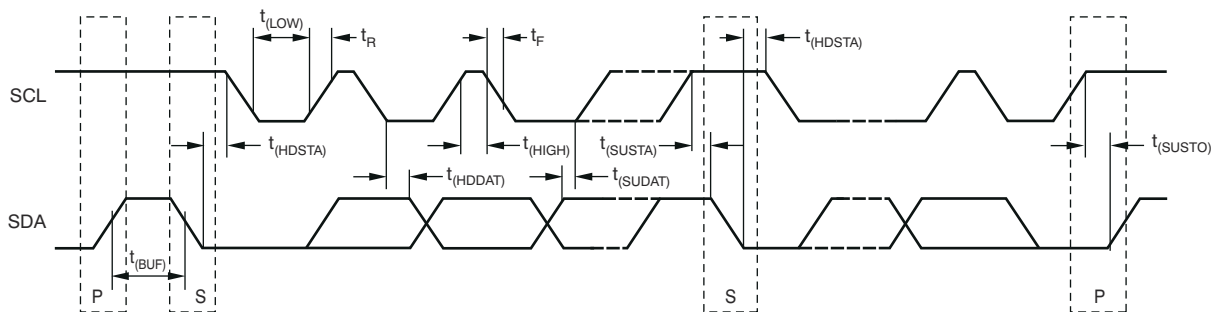 t(LOW)
tR
tF
t(HDSTA)
SCL
t(HDSTA)
t(HIGH)
t(SUSTA)
t(SUSTO)
t(HDDAT)
t(SUDAT)
SDA
t(BUF)
P
S
S
P